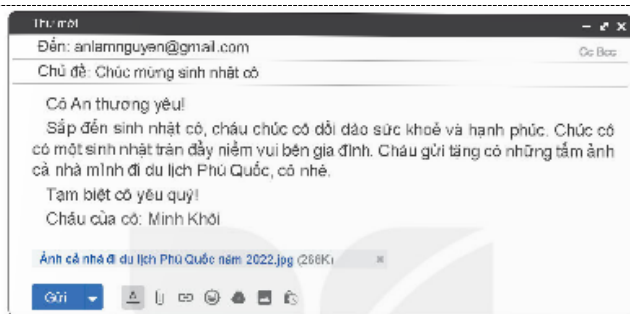 Thư mới
Đến: anlamnguyen@gmail.com
Cc Bcc
Chủ đề: Chúc mừng sinh nhật cô
Cô An thương yêu!
Sắp đến sinh nhật cô, cháu chúc cô dồi dào sức khoẻ và hạnh phúc. Chúc cô
có một sinh nhật tràn đầy niềm vui bên gia đình. Cháu gửi tặng cô những tấm ảnh
cả nhà mình đi du lịch Phú Quốc, cô nhé.
Tạm biệt cô yêu quý!
Cháu của cô: Minh Khôi
Ảnh cả nhà đi du lịch Phú Quốc năm 2022.jpg (266K)
Gửi